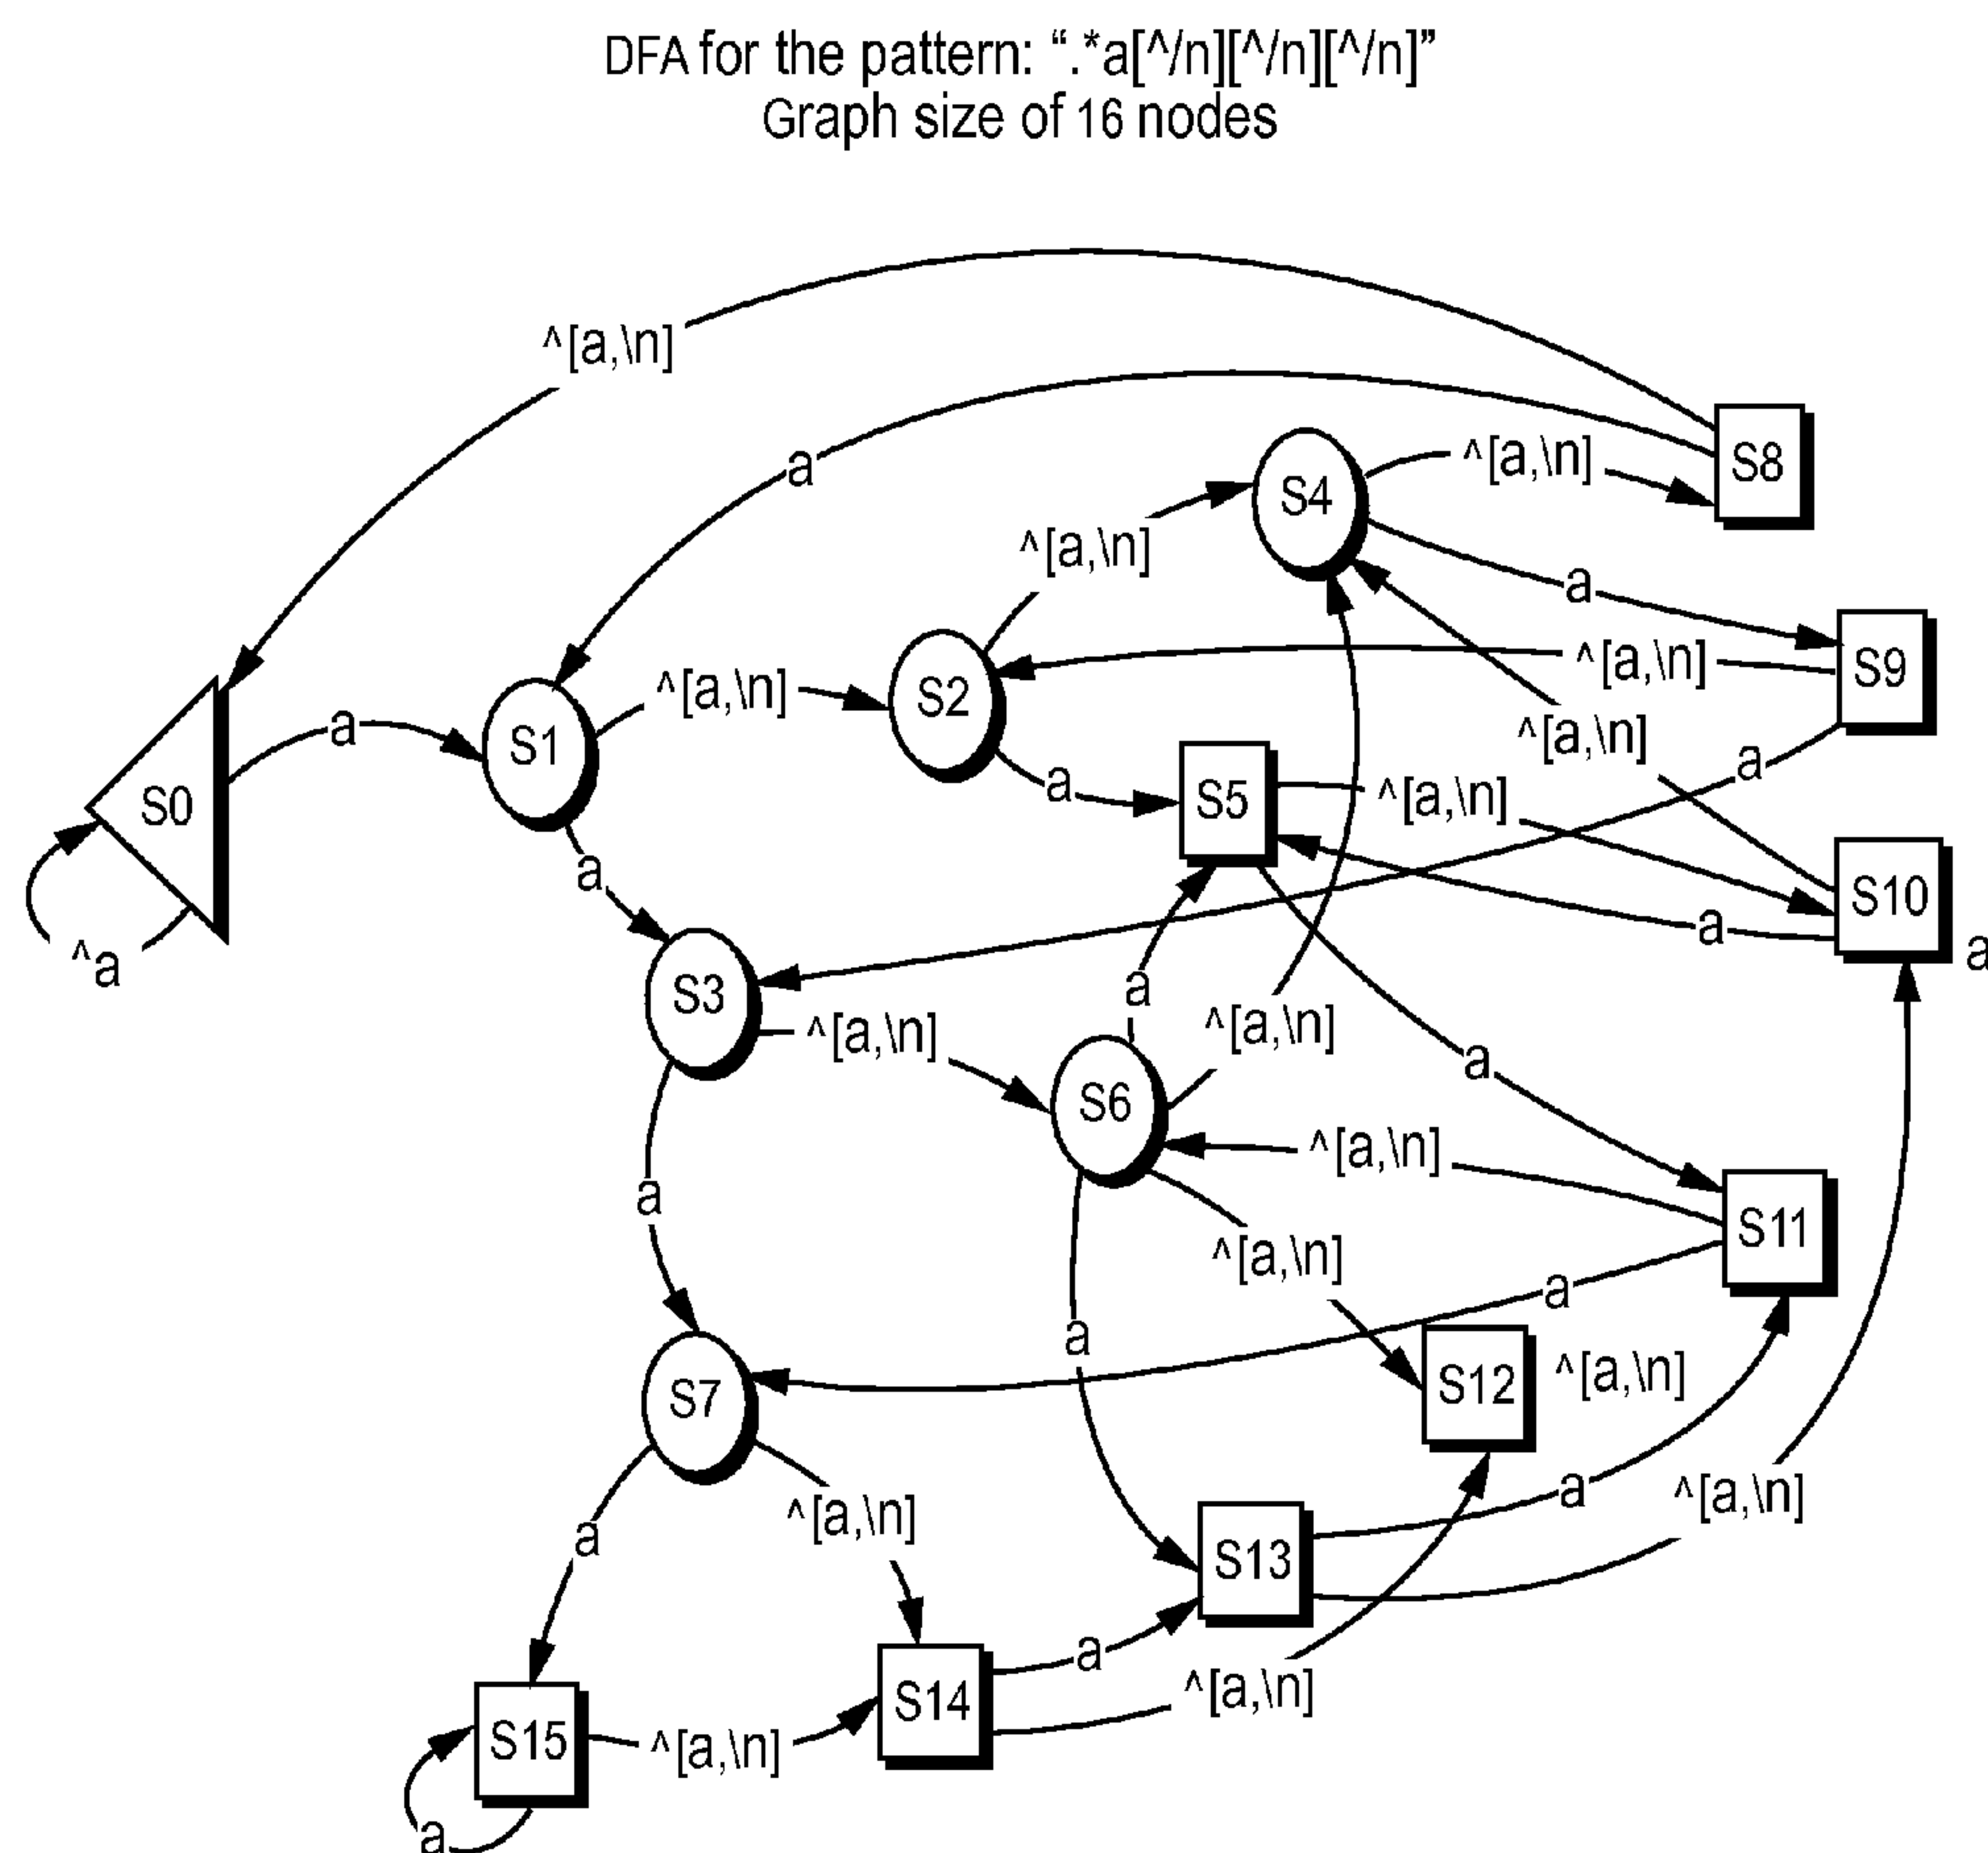 DFA for the pattern: “.*a[^/n][^/n][^/n]”
Graph size of 16 nodes
^[a,\n]
a
S8
^[a,\n]
S4
^[a,\n]
a
S9
^[a,\n]
^[a,\n]
S2
a
S1
^[a,\n]
a
a
S5
^[a,\n]
S0
a
S10
a
a
^a
S3
a
^[a,\n]
^[a,\n]
a
S6
^[a,\n]
a
S11
^[a,\n]
a
a
S12
^[a,\n]
S7
a
^[a,\n]
^[a,\n]
a
S13
a
^[a,\n]
S14
S15
^[a,\n]
a